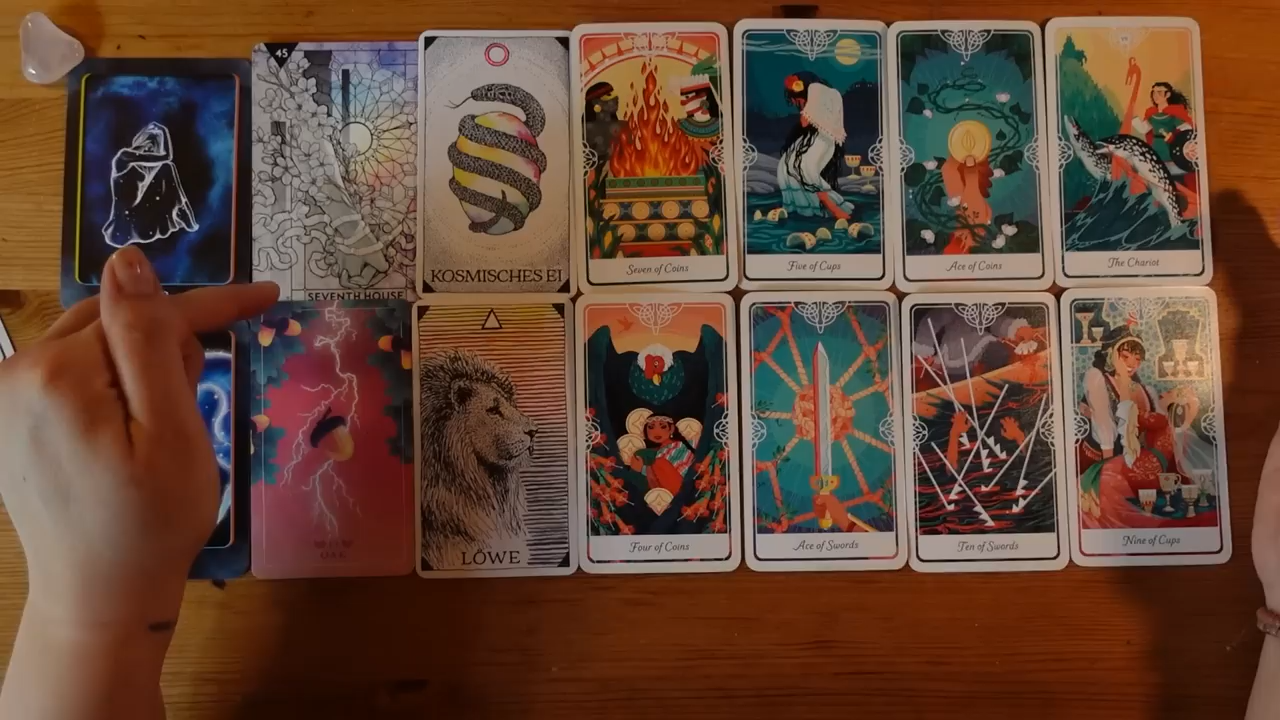 45
SEVENTH HOUSE
KOSMISCHES EI
Seven of Coins
Five of Cups
Ace of Coins
The Chariot
LÖWE
Four of Coins
Ace of Swords
Ten of Swords
Nine of Cups